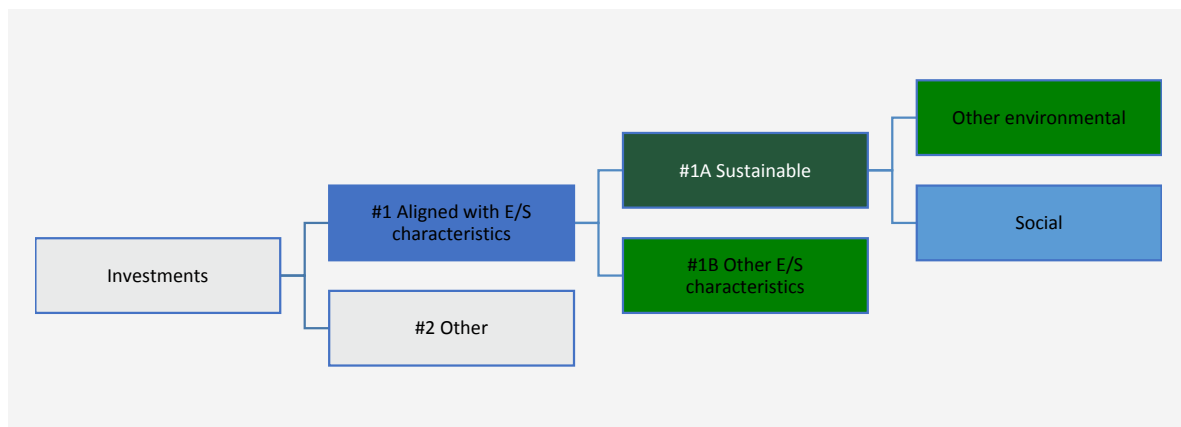 Investments
#1 Aligned with E/S
characteristics
#2 Other
#1A Sustainable
#1B Other E/S
characteristics
Other environmental
Social